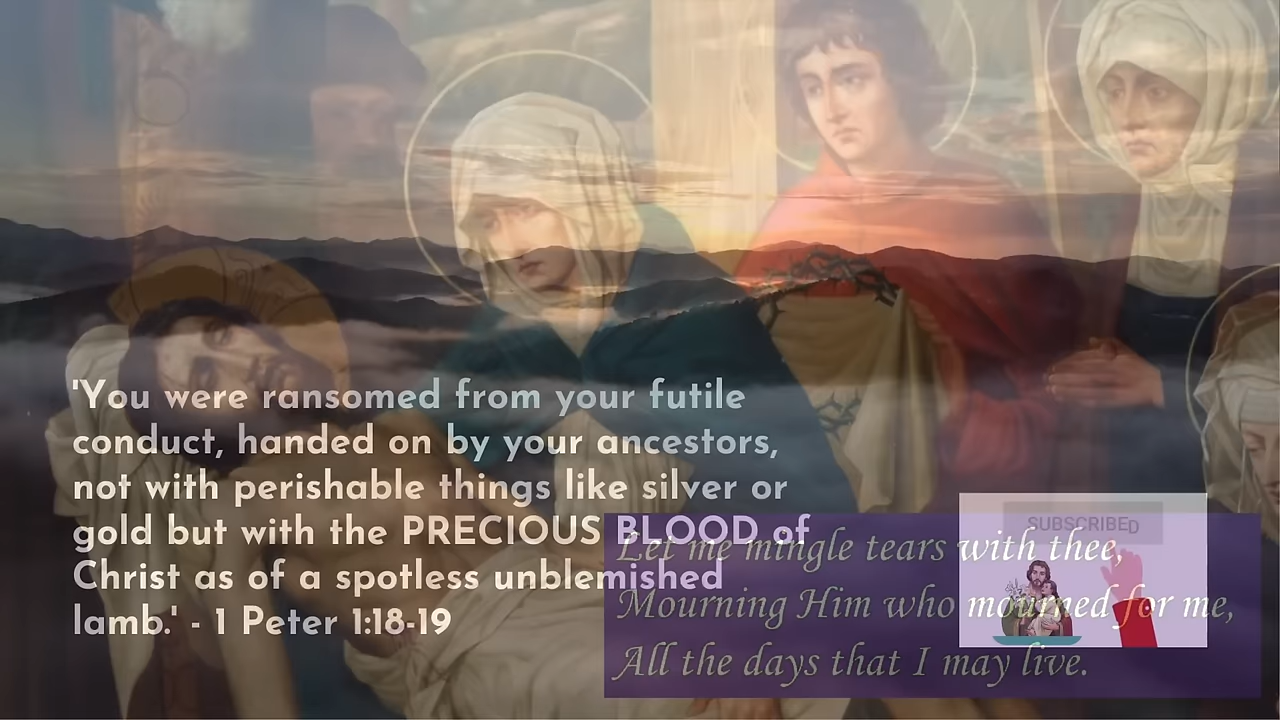 'You were ransomed from your futile
conduct, handed on by your ancestors,
not with perishable things like silver or
gold but with the PRECIOUS BLOOD of
Christ as of a spotless unblemished
lamb.' - 1 Peter 1:18-19
SUBSCRIBED
Let me mingle tears with thee,
Mourning Him who mourned for me,
All the days that I may live.